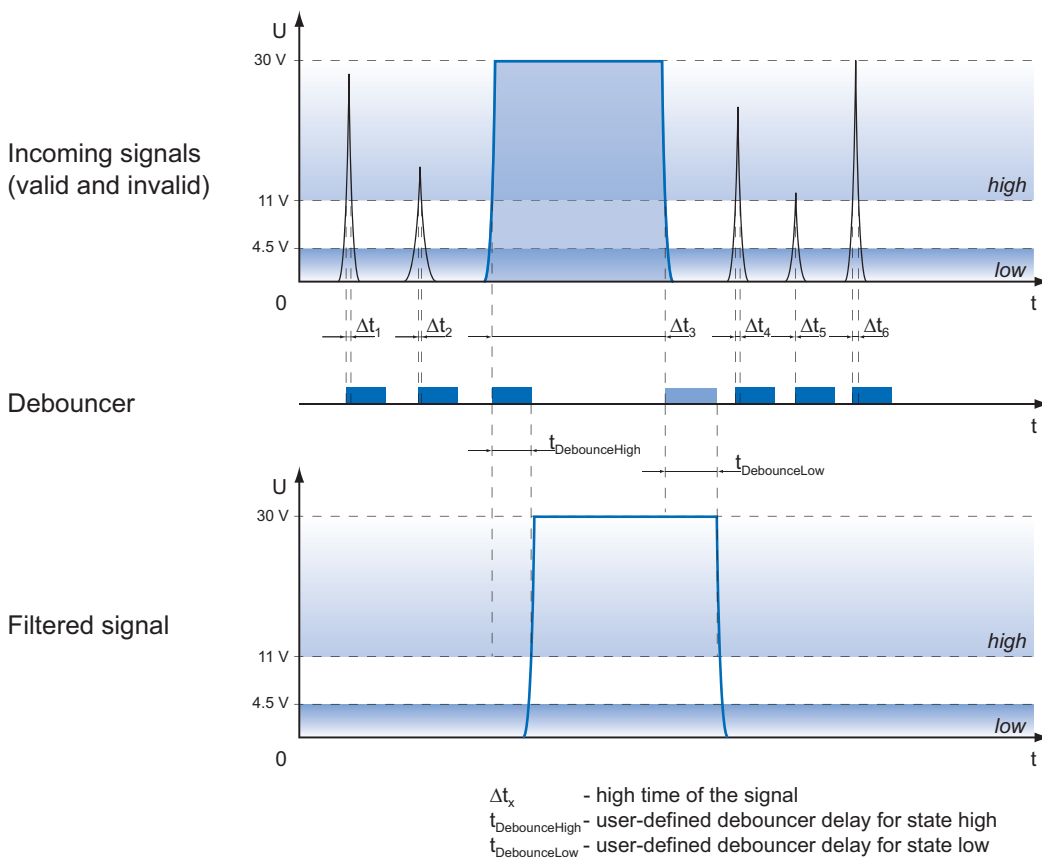 U
30 V
Incoming signals
(valid and invalid)
high
11 V
4.5 V
low
0
t
Δt1
Δt2
Δt3
Δt4
Δt5
Δt6
Debouncer
t
tDebounceHigh
tDebounceLow
U
30 V
Filtered signal
high
11 V
4.5 V
low
0
t
Δtx - high time of the signal
tDebounceHigh - user-defined debouncer delay for state high
tDebounceLow - user-defined debouncer delay for state low